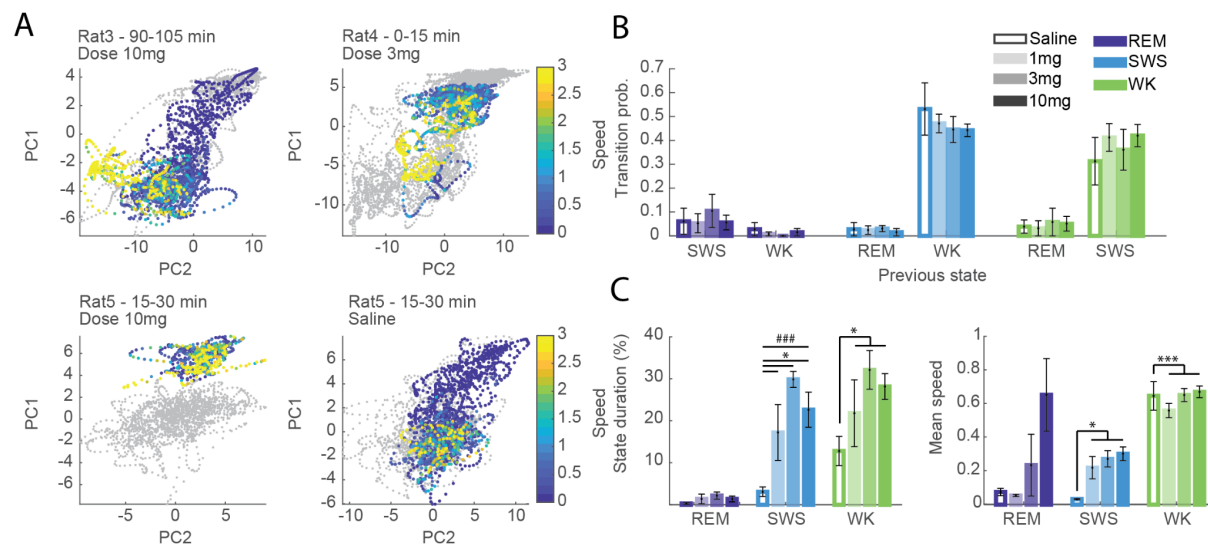 A
Rat3 - 90-105 min
Dose 10mg
4
2
0
-2
-4
-6
PC1
-10
0
10
PC2
Rat4 - 0-15 min
Dose 3mg
5
0
-5
-10
PC1
-10
0
10
PC2
3
2.5
2
1.5
1
0.5
0
Speed
Rat5 - 15-30 min
Dose 10mg
6
4
2
0
-2
-4
-6
PC1
-5
0
5
PC2
Rat5 - 15-30 min
Saline
6
4
2
0
-2
-4
-6
PC1
-10
-5
0
5
10
PC2
3
2.5
2
1.5
1
0.5
0
Speed
B
Saline
1mg
3mg
10mg
REM
SWS
WK
0.7
0.6
0.5
0.4
0.3
0.2
0.1
0
Transition prob.
SWS
WK
REM
WK
REM
SWS
Previous state
C
40
30
20
10
State duration (%)
###
*
*
REM
SWS
WK
1
0.8
0.6
0.4
0.2
0
Mean speed
*
***
REM
SWS
WK